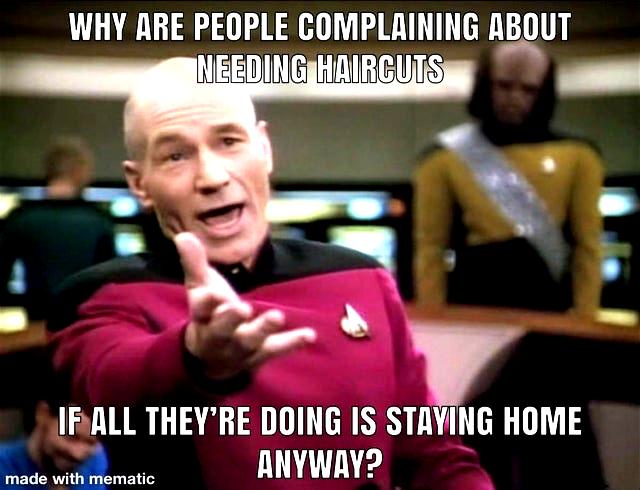 WHY ARE PEOPLE COMPLAINING ABOUT
NEEDING HAIRCUTS
IF ALL THEY'RE DOING IS STAYING HOME
ANYWAY?
made with mematic